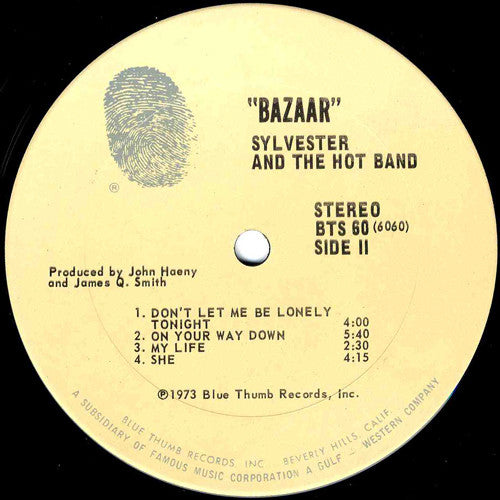 "BAZAAR"
SYLVESTER
AND THE HOT BAND
®
STEREO
BTS 60 (6060)
SIDE II
Produced by John Haeny
and James Q. Smith
1. DON'T LET ME BE LONELY
TONIGHT 4:00
2. ON YOUR WAY DOWN 5:40
3. MY LIFE 2:30
4. SHE 4:15
℗1973 Blue Thumb Records, Inc.
BLUE THUMB RECORDS, INC. BEVERLY HILLS, CALIF.
A SUBSIDIARY OF FAMOUS MUSIC CORPORATION A GULF – WESTERN COMPANY